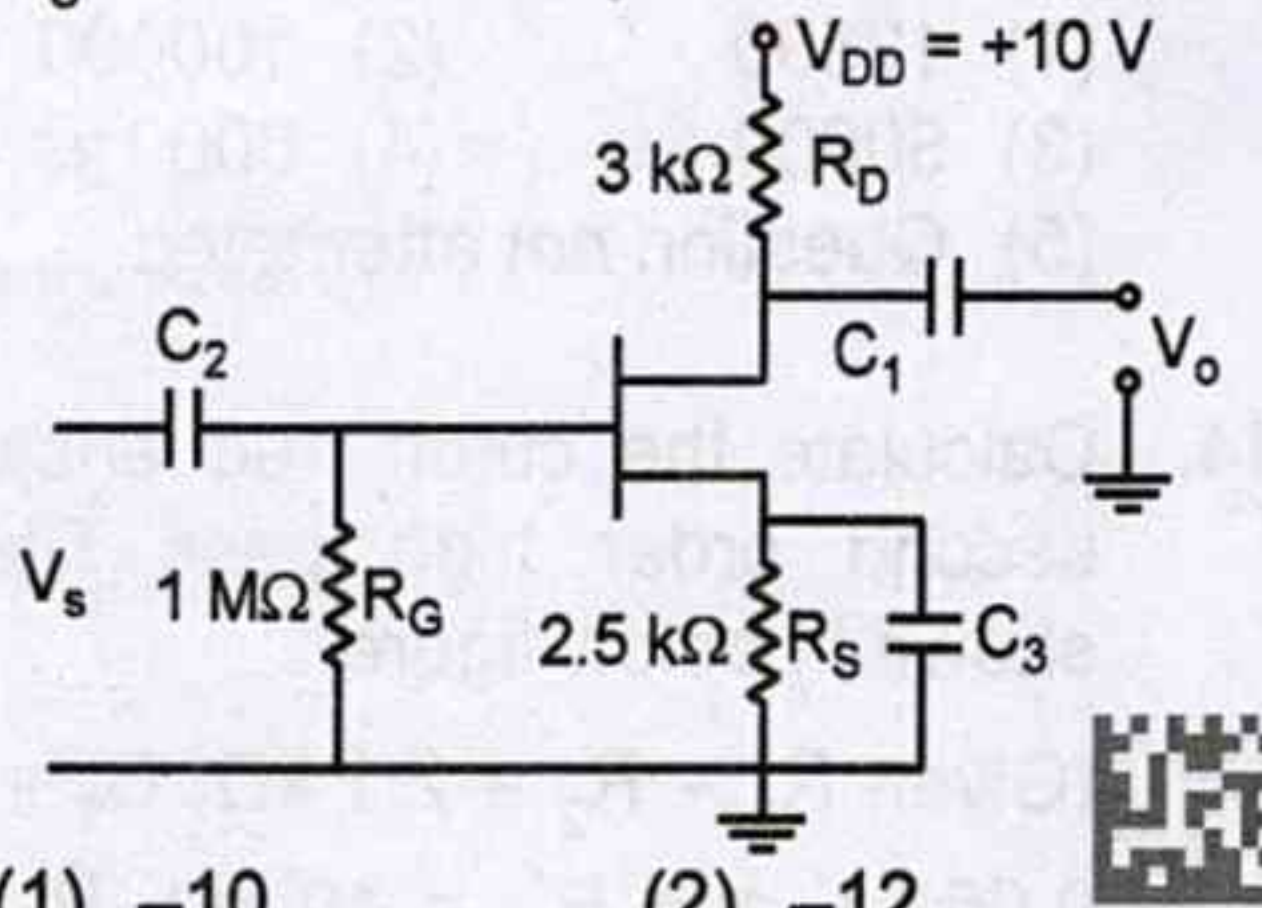 V_DD = +10 V
3 kΩ R_D
C_2
C_1
V_o
V_s 1 MΩ R_G
2.5 kΩ R_S C_3
(1) –10 (2) –12